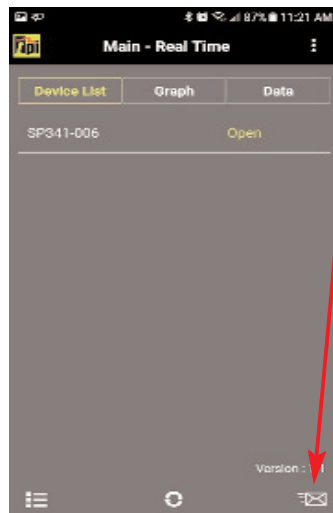 87% 11:21 AM
tpi Main - Real Time
Device List Graph Data
SP341-006 Open
Version :